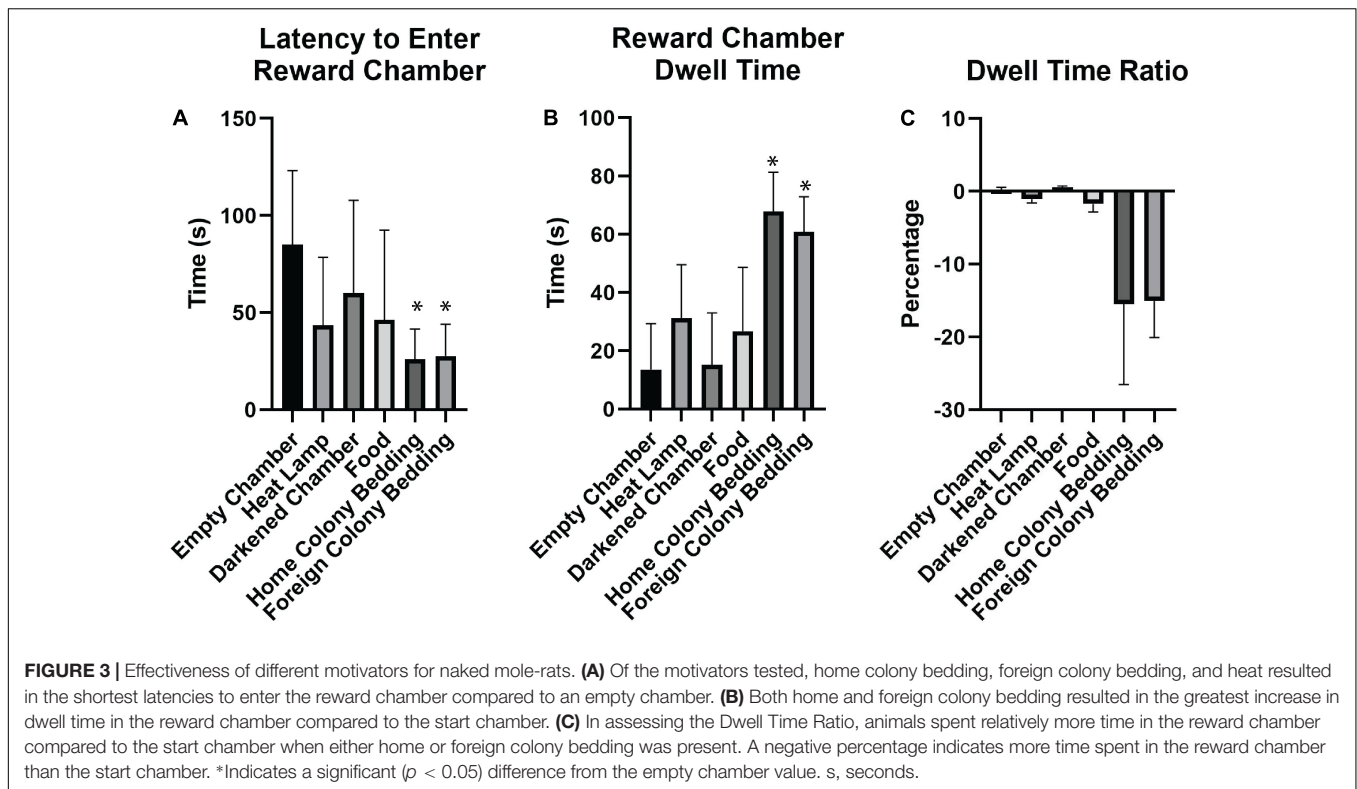 Latency to Enter
Reward Chamber
Reward Chamber
Dwell Time
Dwell Time Ratio
A
150
100
50
0
Time (s)
*
*
Empty Chamber
Heat Lamp
Darkened Chamber
Food
Home Colony Bedding
Foreign Colony Bedding
B
100
80
60
40
20
0
Time (s)
*
*
Empty Chamber
Heat Lamp
Darkened Chamber
Food
Home Colony Bedding
Foreign Colony Bedding
C
10
0
-10
-20
-30
Percentage
Empty Chamber
Heat Lamp
Darkened Chamber
Food
Home Colony Bedding
Foreign Colony Bedding
FIGURE 3 | Effectiveness of different motivators for naked mole-rats. (A) Of the motivators tested, home colony bedding, foreign colony bedding, and heat resulted
in the shortest latencies to enter the reward chamber compared to an empty chamber. (B) Both home and foreign colony bedding resulted in the greatest increase in
dwell time in the reward chamber compared to the start chamber. (C) In assessing the Dwell Time Ratio, animals spent relatively more time in the reward chamber
compared to the start chamber when either home or foreign colony bedding was present. A negative percentage indicates more time spent in the reward chamber
than the start chamber. *Indicates a significant (p < 0.05) difference from the empty chamber value. s, seconds.